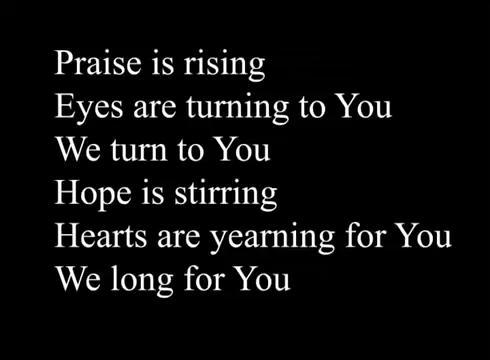 Praise is rising
Eyes are turning to You
We turn to You
Hope is stirring
Hearts are yearning for You
We long for You